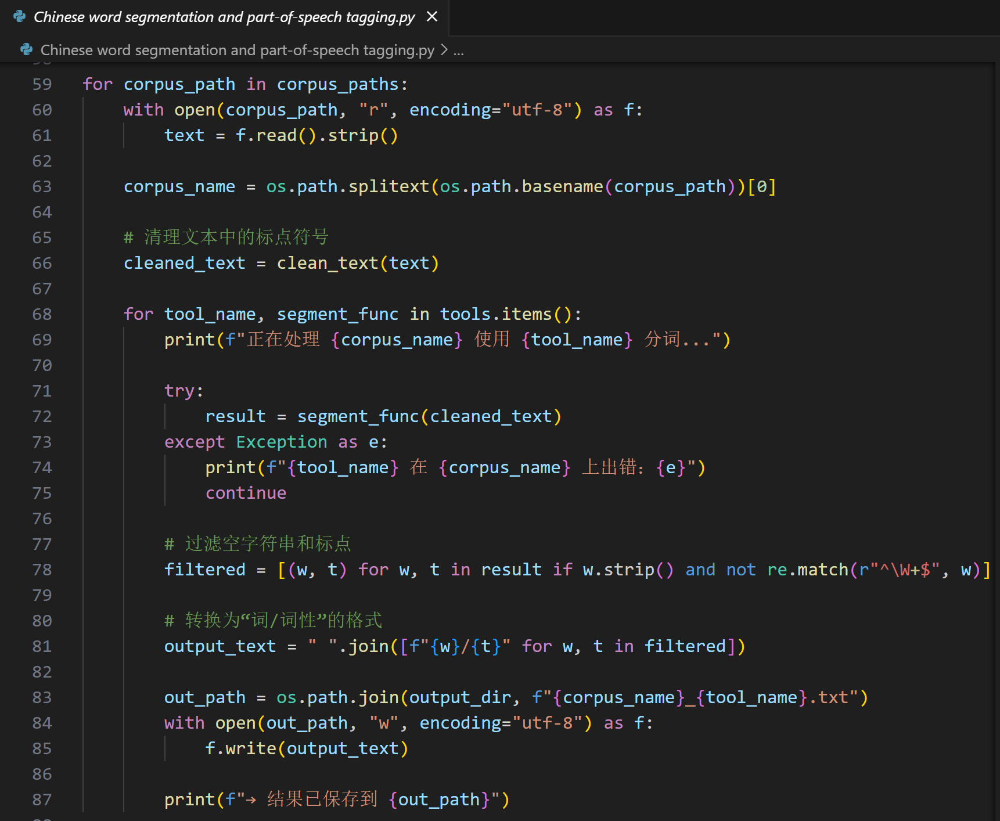 Chinese word segmentation and part-of-speech tagging.py
Chinese word segmentation and part-of-speech tagging.py > ...
59 for corpus_path in corpus_paths:
60     with open(corpus_path, "r", encoding="utf-8") as f:
61         text = f.read().strip()
62
63     corpus_name = os.path.splitext(os.path.basename(corpus_path))[0]
64
65     # 清理文本中的标点符号
66     cleaned_text = clean_text(text)
67
68     for tool_name, segment_func in tools.items():
69         print(f"正在处理 {corpus_name} 使用 {tool_name} 分词...")
70
71         try:
72             result = segment_func(cleaned_text)
73         except Exception as e:
74             print(f"{tool_name} 在 {corpus_name} 上出错：{e}")
75             continue
76
77         # 过滤空字符串和标点
78         filtered = [(w, t) for w, t in result if w.strip() and not re.match(r"^\W+$", w)]
79
80         # 转换为“词/词性”的格式
81         output_text = " ".join([f"{w}/{t}" for w, t in filtered])
82
83         out_path = os.path.join(output_dir, f"{corpus_name}_{tool_name}.txt")
84         with open(out_path, "w", encoding="utf-8") as f:
85             f.write(output_text)
86
87         print(f"→ 结果已保存到 {out_path}")